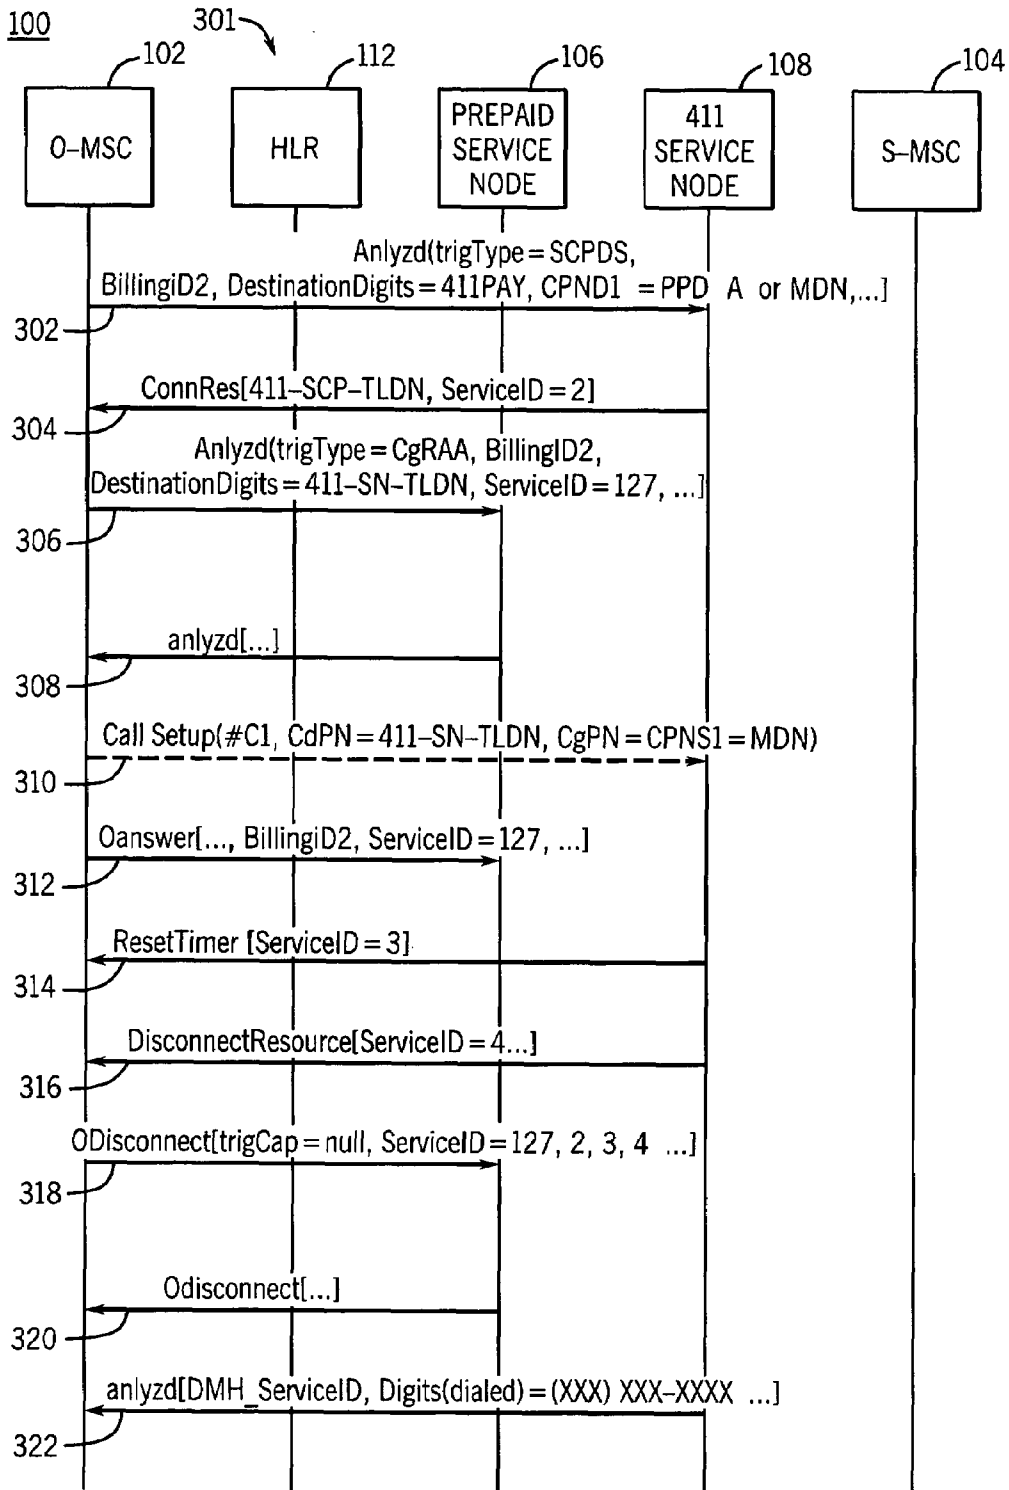 100
301
102
112
106
108
104
O-MSC
HLR
PREPAID
SERVICE
NODE
411
SERVICE
NODE
S-MSC
Anlyzd(trigType = SCPDS,
BillingiD2, DestinationDigits = 411PAY, CPND1 = PPD A or MDN,...]
302
ConnRes[411-SCP-TLDN, ServiceID = 2]
304
Anlyzd(trigType = CgRAA, BillingID2,
DestinationDigits = 411-SN-TLDN, ServiceID = 127, ...]
306
anlyzd[...]
308
Call Setup(#C1, CdPN = 411-SN-TLDN, CgPN = CPNS1 = MDN)
310
Oanswer[..., BillingiD2, ServiceID = 127, ...]
312
ResetTimer [ServiceID = 3]
314
DisconnectResource[ServiceID = 4...]
316
ODisconnect[trigCap = null, ServiceID = 127, 2, 3, 4 ...]
318
Odisconnect[...]
320
anlyzd[DMH_ServiceID, Digits(dialed) = (XXX) XXX-XXXX ...]
322